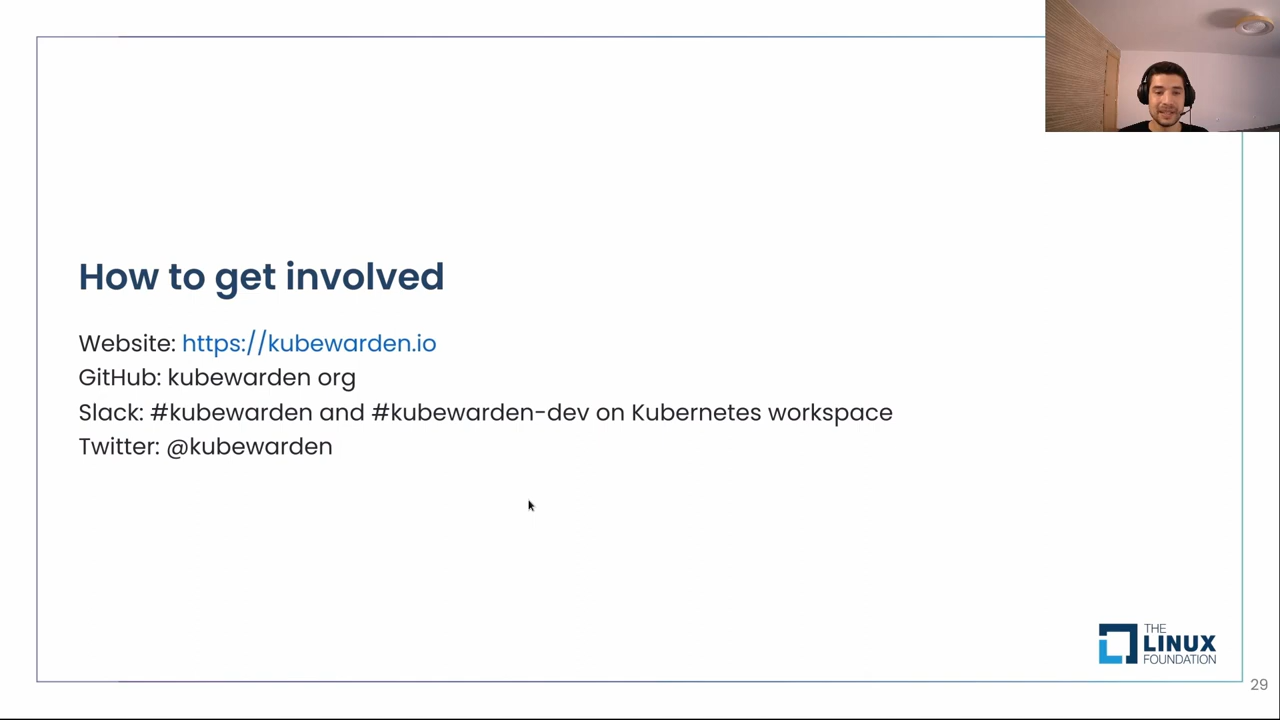 How to get involved
Website: https://kubewarden.io
GitHub: kubewarden org
Slack: #kubewarden and #kubewarden-dev on Kubernetes workspace
Twitter: @kubewarden
THE
LINUX
FOUNDATION
29